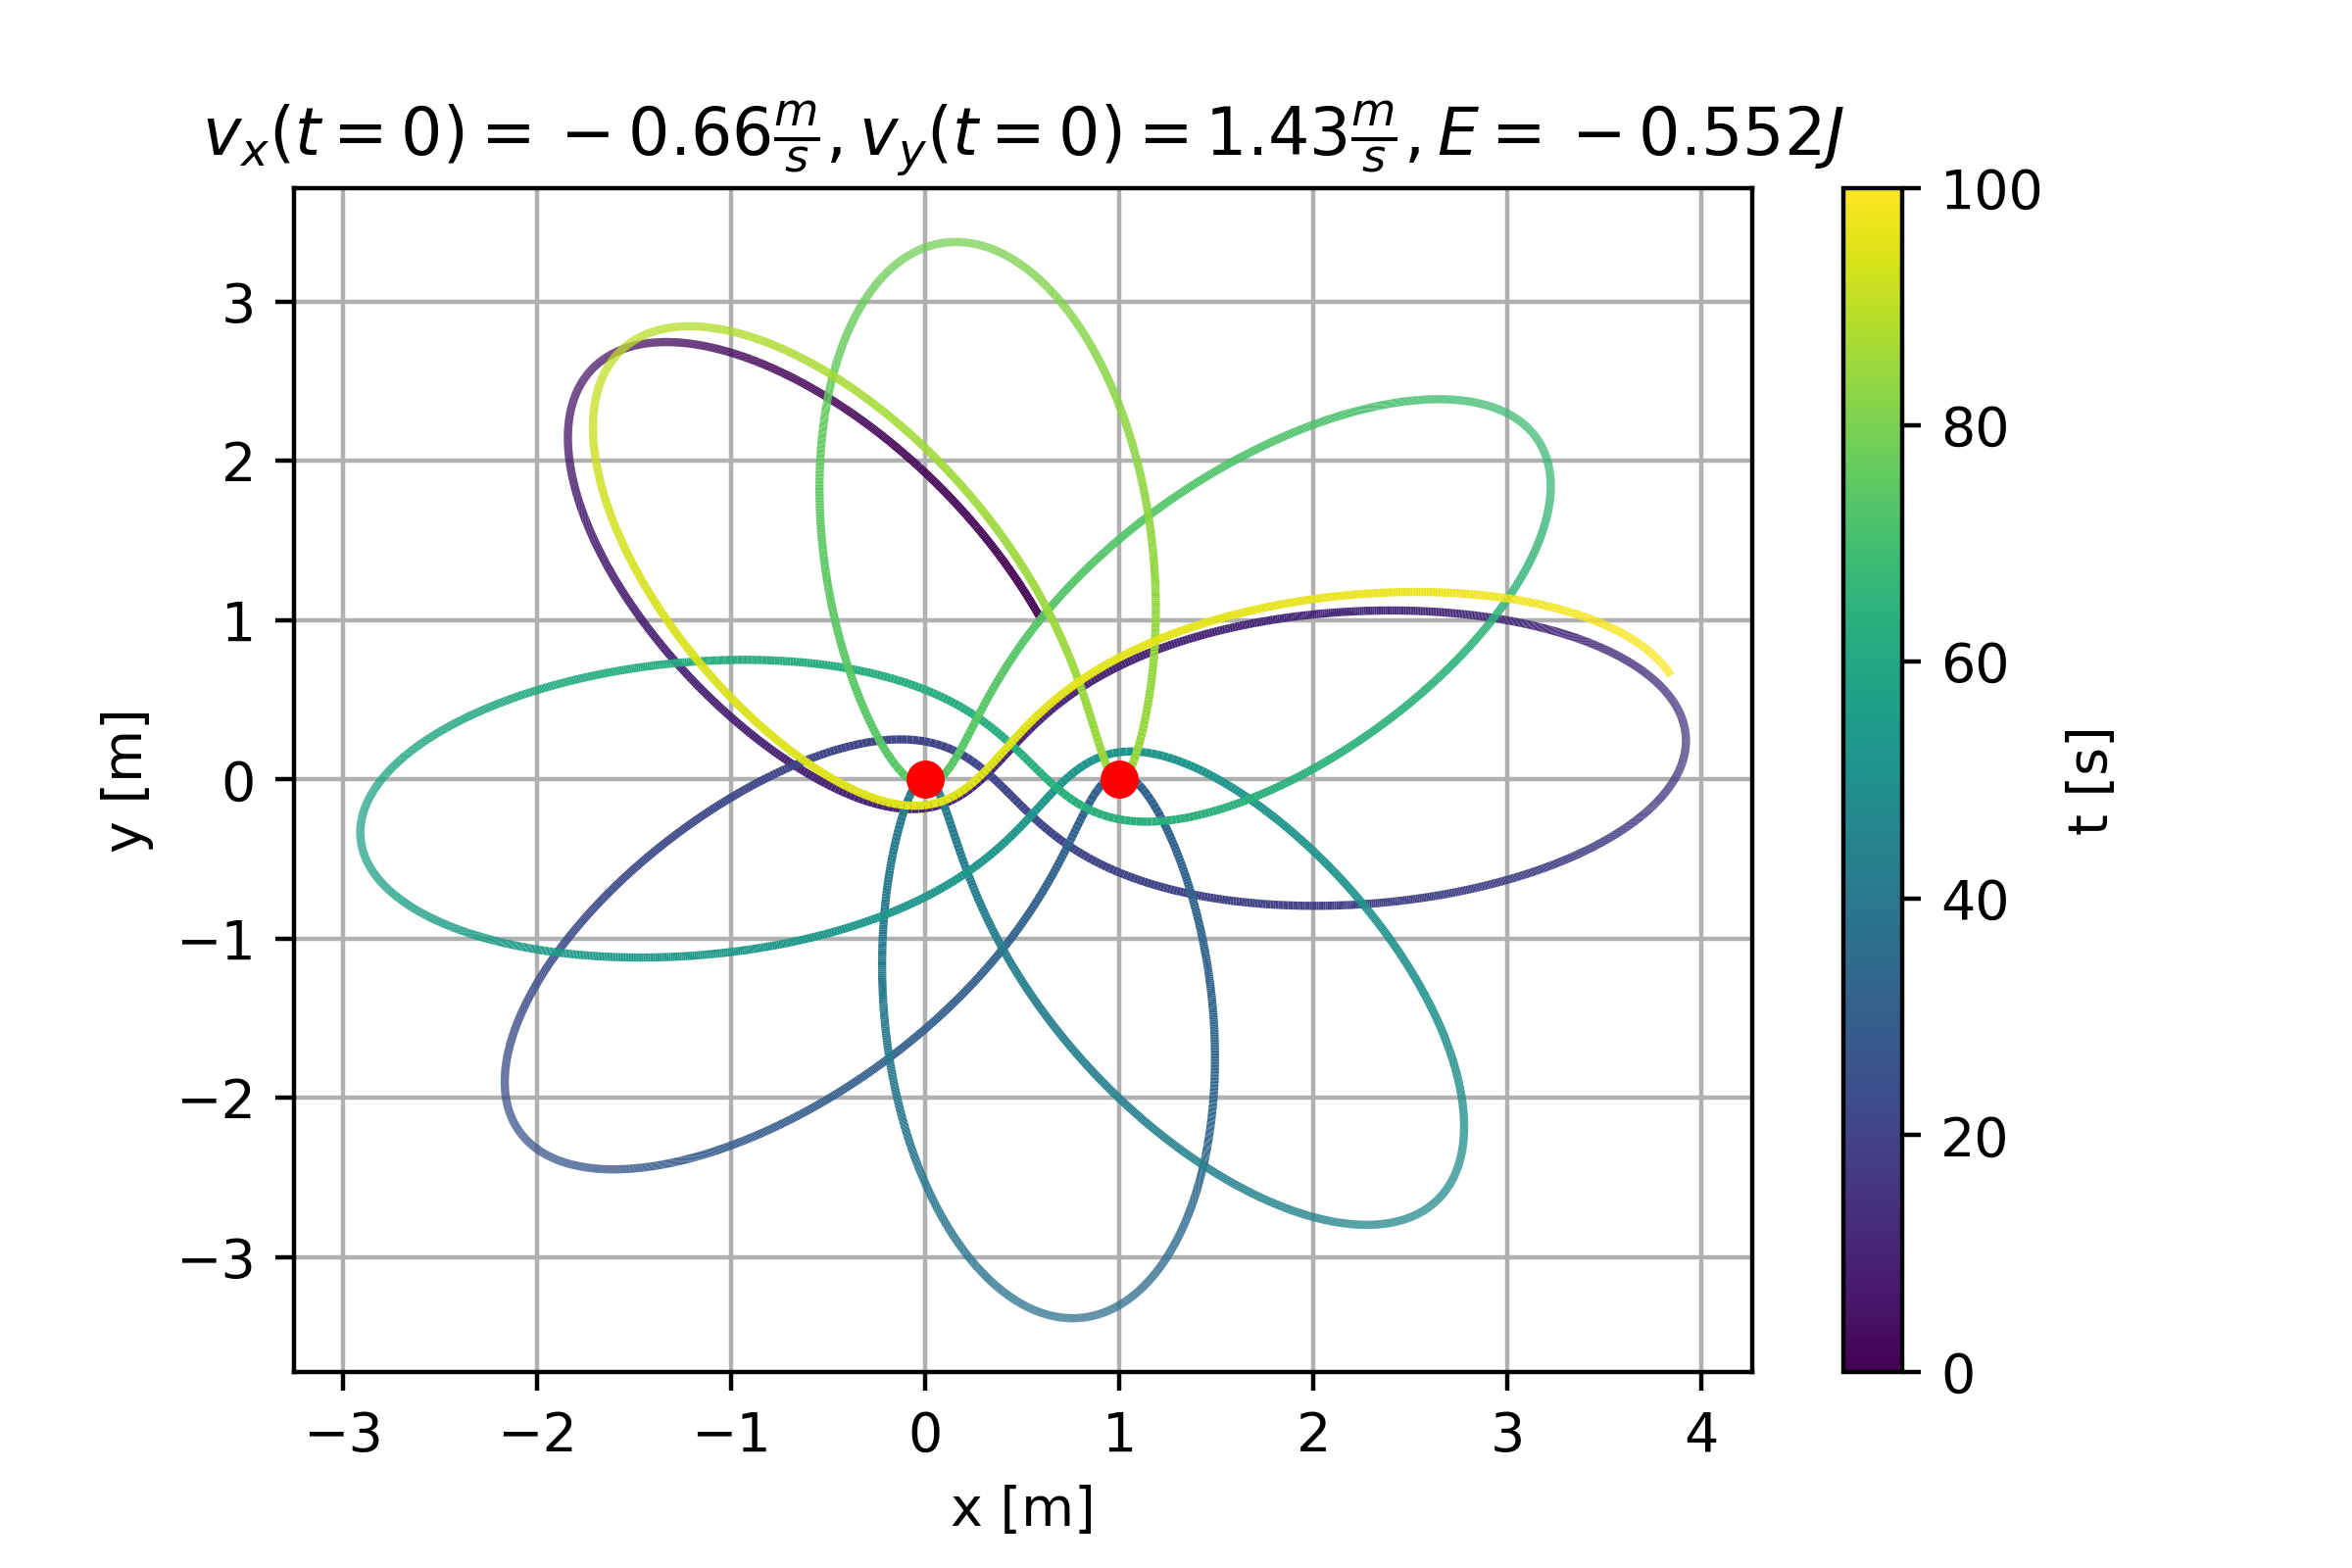 v_x(t = 0) = −0.66 m/s, v_y(t = 0) = 1.43 m/s, E = −0.552J
100
80
60
40
20
0
t [s]
3
2
1
0
−1
−2
−3
y [m]
−3 −2 −1 0 1 2 3 4
x [m]